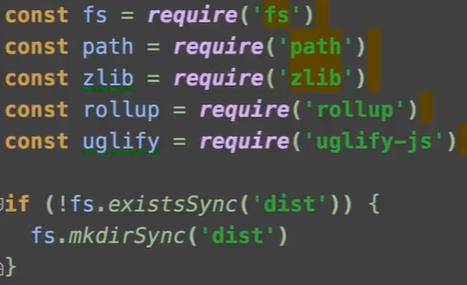 const fs = require('fs')
const path = require('path')
const zlib = require('zlib')
const rollup = require('rollup')
const uglify = require('uglify-js')
if (!fs.existsSync('dist')) {
fs.mkdirSync('dist')
}